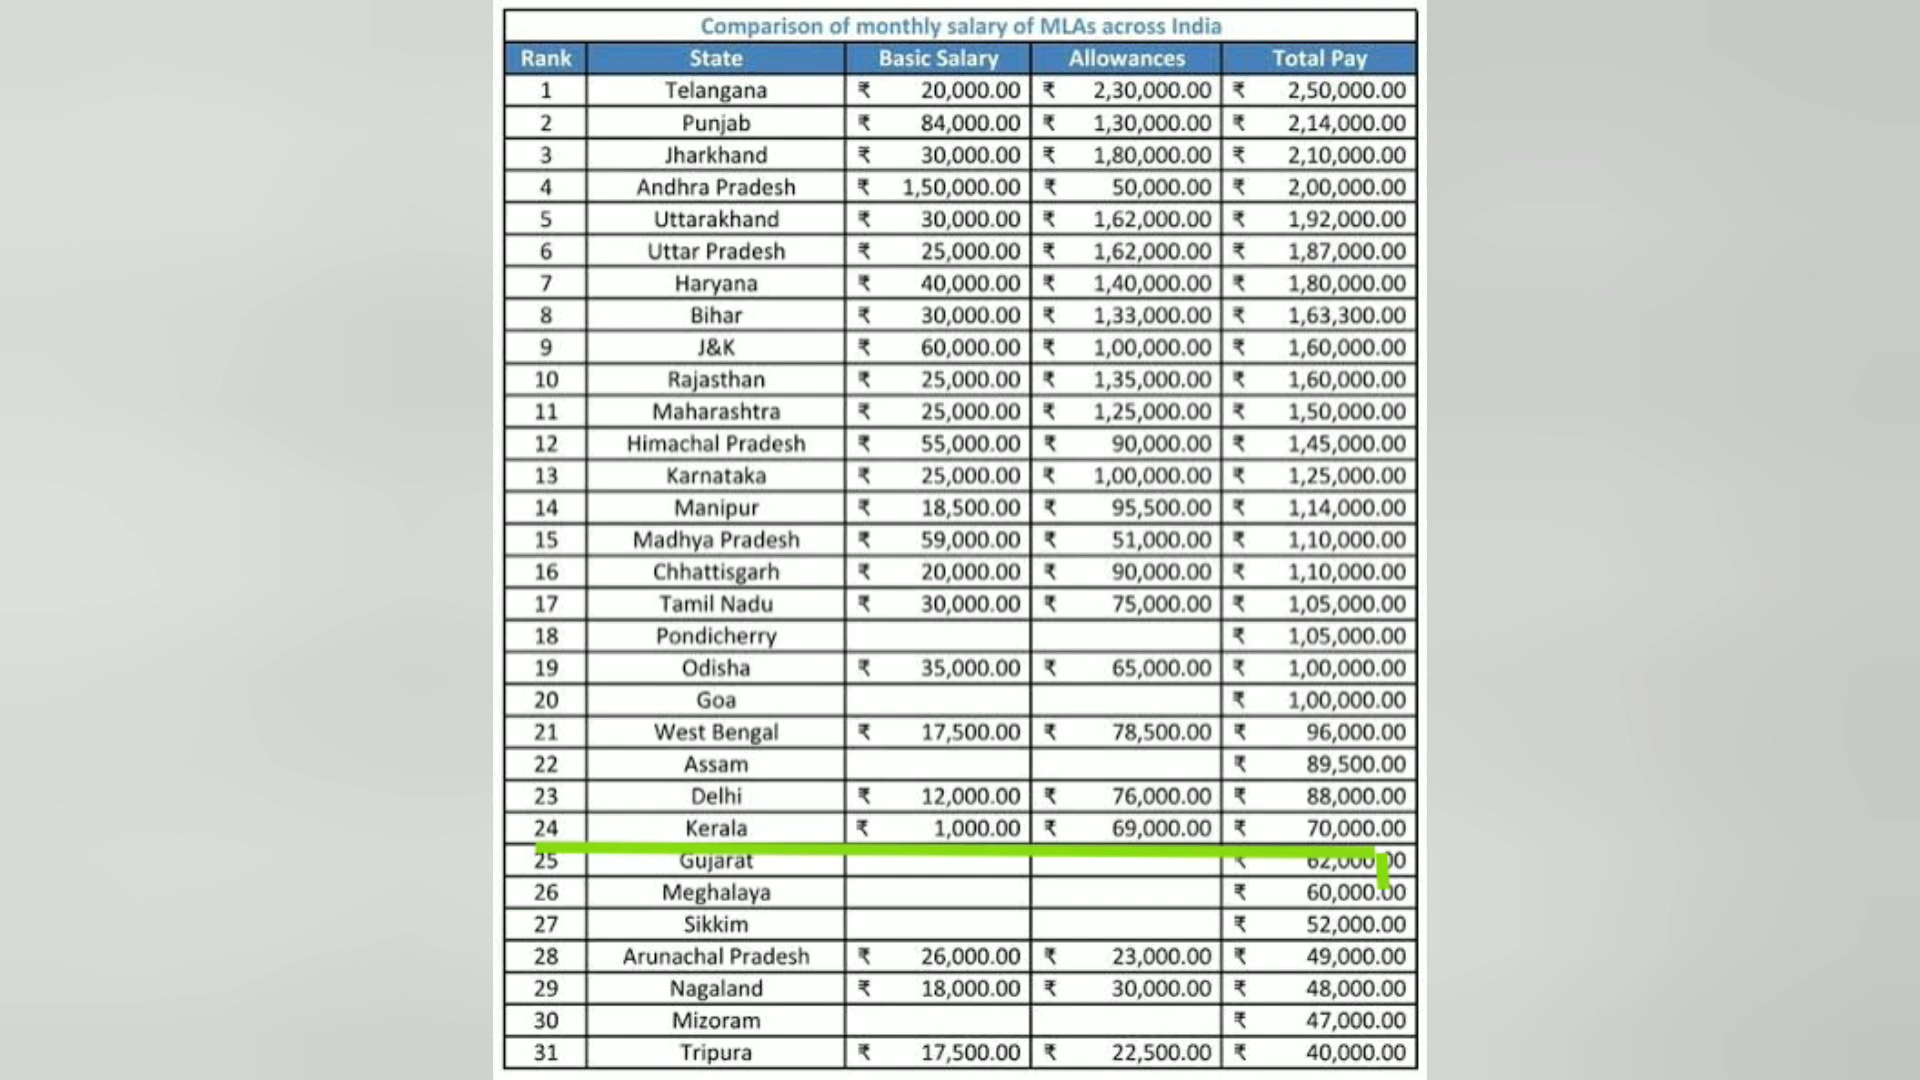 Comparison of monthly salary of MLAs across India
Rank State Basic Salary Allowances Total Pay
1 Telangana ₹ 20,000.00 ₹ 2,30,000.00 ₹ 2,50,000.00
2 Punjab ₹ 84,000.00 ₹ 1,30,000.00 ₹ 2,14,000.00
3 Jharkhand ₹ 30,000.00 ₹ 1,80,000.00 ₹ 2,10,000.00
4 Andhra Pradesh ₹ 1,50,000.00 ₹ 50,000.00 ₹ 2,00,000.00
5 Uttarakhand ₹ 30,000.00 ₹ 1,62,000.00 ₹ 1,92,000.00
6 Uttar Pradesh ₹ 25,000.00 ₹ 1,62,000.00 ₹ 1,87,000.00
7 Haryana ₹ 40,000.00 ₹ 1,40,000.00 ₹ 1,80,000.00
8 Bihar ₹ 30,000.00 ₹ 1,33,000.00 ₹ 1,63,300.00
9 J&K ₹ 60,000.00 ₹ 1,00,000.00 ₹ 1,60,000.00
10 Rajasthan ₹ 25,000.00 ₹ 1,35,000.00 ₹ 1,60,000.00
11 Maharashtra ₹ 25,000.00 ₹ 1,25,000.00 ₹ 1,50,000.00
12 Himachal Pradesh ₹ 55,000.00 ₹ 90,000.00 ₹ 1,45,000.00
13 Karnataka ₹ 25,000.00 ₹ 1,00,000.00 ₹ 1,25,000.00
14 Manipur ₹ 18,500.00 ₹ 95,500.00 ₹ 1,14,000.00
15 Madhya Pradesh ₹ 59,000.00 ₹ 51,000.00 ₹ 1,10,000.00
16 Chhattisgarh ₹ 20,000.00 ₹ 90,000.00 ₹ 1,10,000.00
17 Tamil Nadu ₹ 30,000.00 ₹ 75,000.00 ₹ 1,05,000.00
18 Pondicherry ₹ 1,05,000.00
19 Odisha ₹ 35,000.00 ₹ 65,000.00 ₹ 1,00,000.00
20 Goa ₹ 1,00,000.00
21 West Bengal ₹ 17,500.00 ₹ 78,500.00 ₹ 96,000.00
22 Assam ₹ 89,500.00
23 Delhi ₹ 12,000.00 ₹ 76,000.00 ₹ 88,000.00
24 Kerala ₹ 1,000.00 ₹ 69,000.00 ₹ 70,000.00
25 Gujarat ₹ 62,000.00
26 Meghalaya ₹ 60,000.00
27 Sikkim ₹ 52,000.00
28 Arunachal Pradesh ₹ 26,000.00 ₹ 23,000.00 ₹ 49,000.00
29 Nagaland ₹ 18,000.00 ₹ 30,000.00 ₹ 48,000.00
30 Mizoram ₹ 47,000.00
31 Tripura ₹ 17,500.00 ₹ 22,500.00 ₹ 40,000.00